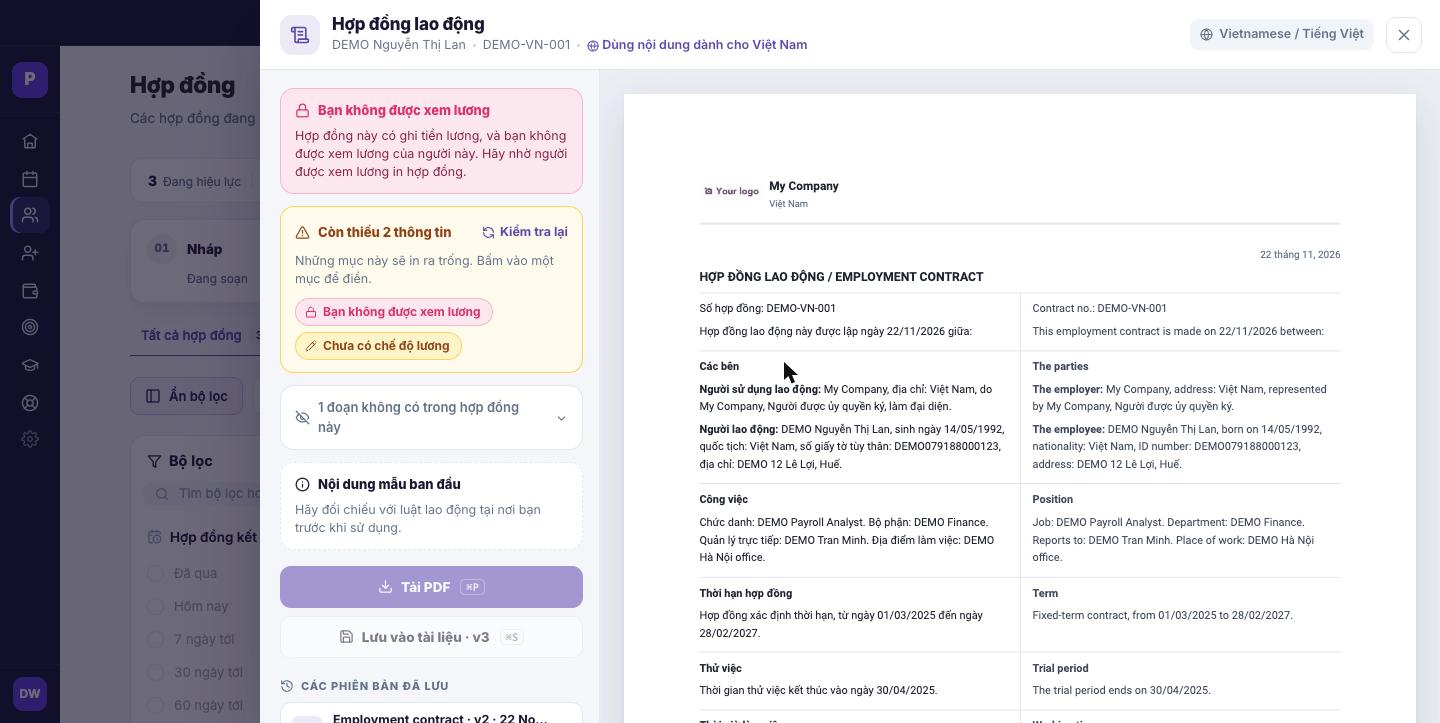 Hợp đồng lao động
DEMO Nguyễn Thị Lan · DEMO-VN-001 · Dùng nội dung dành cho Việt Nam
Vietnamese / Tiếng Việt
P
Hợp đồng
Các hợp đồng đang
3 Đang hiệu lực
01 Nháp
Đang soạn
Tất cả hợp đồng
Ẩn bộ lọc
Bộ lọc
Tìm bộ lọc
Hợp đồng kết
Đã qua
Hôm nay
7 ngày tới
30 ngày tới
60 ngày tới
DW
Bạn không được xem lương
Hợp đồng này có ghi tiền lương, và bạn không
được xem lương của người này. Hãy nhờ người
được xem lương in hợp đồng.
Còn thiếu 2 thông tin
Kiểm tra lại
Những mục này sẽ in ra trống. Bấm vào một
mục để điền.
Bạn không được xem lương
Chưa có chế độ lương
1 đoạn không có trong hợp đồng
này
Nội dung mẫu ban đầu
Hãy đối chiếu với luật lao động tại nơi bạn
trước khi sử dụng.
Tải PDF ⌘P
Lưu vào tài liệu · v3 ⌘S
CÁC PHIÊN BẢN ĐÃ LƯU
Employment contract · v2 · 22 No...
Your logo
My Company
Việt Nam
22 tháng 11, 2026
HỢP ĐỒNG LAO ĐỘNG / EMPLOYMENT CONTRACT
Số hợp đồng: DEMO-VN-001
Hợp đồng lao động này được lập ngày 22/11/2026 giữa:
Contract no.: DEMO-VN-001
This employment contract is made on 22/11/2026 between:
Các bên
Người sử dụng lao động: My Company, địa chỉ: Việt Nam, do
My Company, Người được ủy quyền ký, làm đại diện.
Người lao động: DEMO Nguyễn Thị Lan, sinh ngày 14/05/1992,
quốc tịch: Việt Nam, số giấy tờ tùy thân: DEMO079188000123,
địa chỉ: DEMO 12 Lê Lợi, Huế.
The parties
The employer: My Company, address: Việt Nam, represented
by My Company, Người được ủy quyền ký.
The employee: DEMO Nguyễn Thị Lan, born on 14/05/1992,
nationality: Việt Nam, ID number: DEMO079188000123,
address: DEMO 12 Lê Lợi, Huế.
Công việc
Chức danh: DEMO Payroll Analyst. Bộ phận: DEMO Finance.
Quản lý trực tiếp: DEMO Tran Minh. Địa điểm làm việc: DEMO
Hà Nội office.
Position
Job: DEMO Payroll Analyst. Department: DEMO Finance.
Reports to: DEMO Tran Minh. Place of work: DEMO Hà Nội
office.
Thời hạn hợp đồng
Hợp đồng xác định thời hạn, từ ngày 01/03/2025 đến ngày
28/02/2027.
Term
Fixed-term contract, from 01/03/2025 to 28/02/2027.
Thử việc
Thời gian thử việc kết thúc vào ngày 30/04/2025.
Trial period
The trial period ends on 30/04/2025.